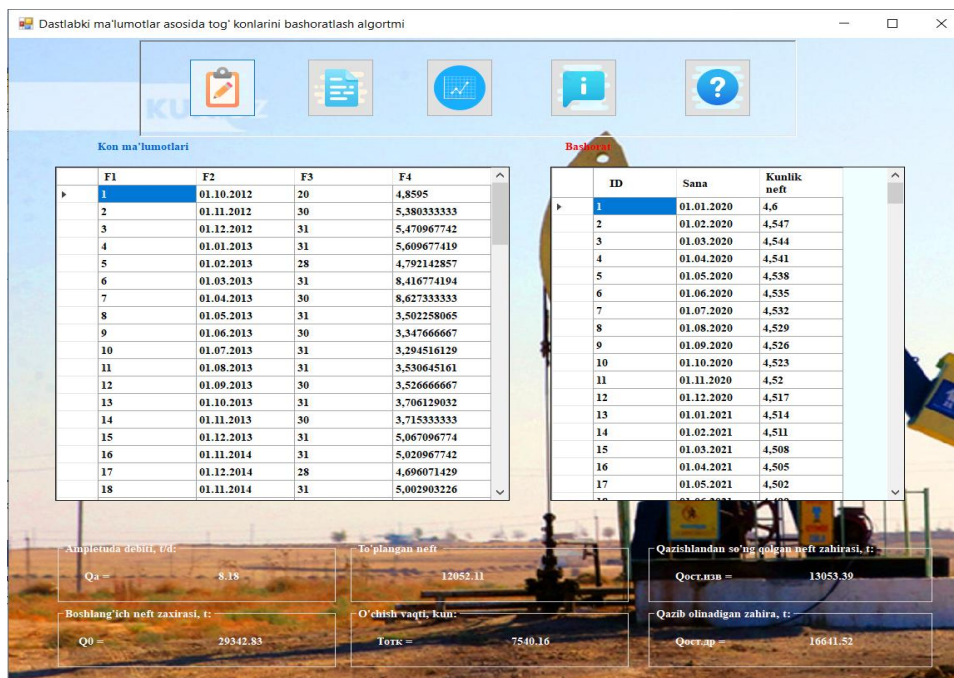 Dastlabki ma'lumotlar asosida tog' konlarini bashoratlash algortmi
Kon ma'lumotlari
F1 F2 F3 F4
1 01.10.2012 20 4,8595
2 01.11.2012 30 5,380333333
3 01.12.2012 31 5,470967742
4 01.01.2013 31 5,609677419
5 01.02.2013 28 4,792142857
6 01.03.2013 31 8,416774194
7 01.04.2013 30 8,627333333
8 01.05.2013 31 3,502258065
9 01.06.2013 30 3,347666667
10 01.07.2013 31 3,294516129
11 01.08.2013 31 3,530645161
12 01.09.2013 30 3,526666667
13 01.10.2013 31 3,706129032
14 01.11.2013 30 3,715333333
15 01.12.2013 31 5,067096774
16 01.11.2014 31 5,020967742
17 01.12.2014 28 4,696071429
18 01.11.2014 31 5,002903226
Bashorat
ID Sana Kunlik neft
1 01.01.2020 4,6
2 01.02.2020 4,547
3 01.03.2020 4,544
4 01.04.2020 4,541
5 01.05.2020 4,538
6 01.06.2020 4,535
7 01.07.2020 4,532
8 01.08.2020 4,529
9 01.09.2020 4,526
10 01.10.2020 4,523
11 01.11.2020 4,52
12 01.12.2020 4,517
13 01.01.2021 4,514
14 01.02.2021 4,511
15 01.03.2021 4,508
16 01.04.2021 4,505
17 01.05.2021 4,502
Ampletuda debiti, t/d:
Qa = 8.18
To'plangan neft
12052.11
Qazishlandan so'ng qolgan neft zahirasi, t:
Qост.изв = 13053.39
Boshlang'ich neft zaxirasi, t:
Q0 = 29342.83
O'chish vaqti, kun:
Тотк = 7540.16
Qazib olinadigan zahira, t:
Qост.др = 16641.52